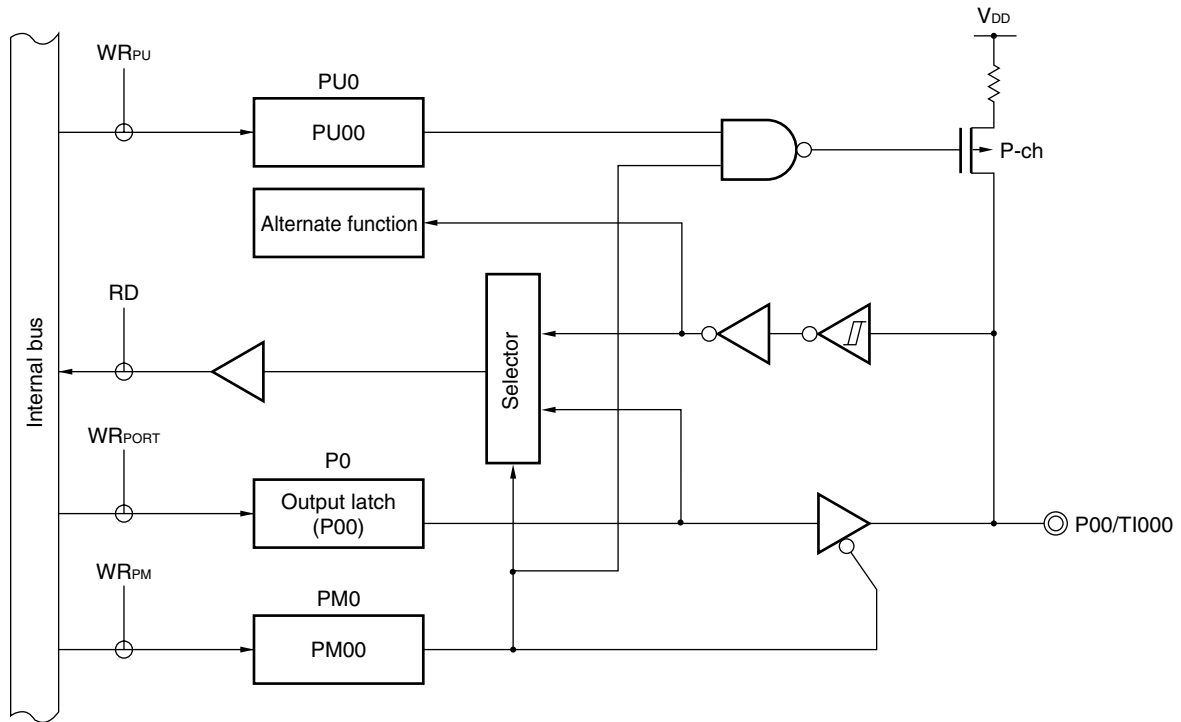 VDD
WRPU
PU0
PU00
P-ch
Alternate function
RD
Internal bus
Selector
WRPORT
P0
Output latch
(P00)
P00/TI000
WRPM
PM0
PM00